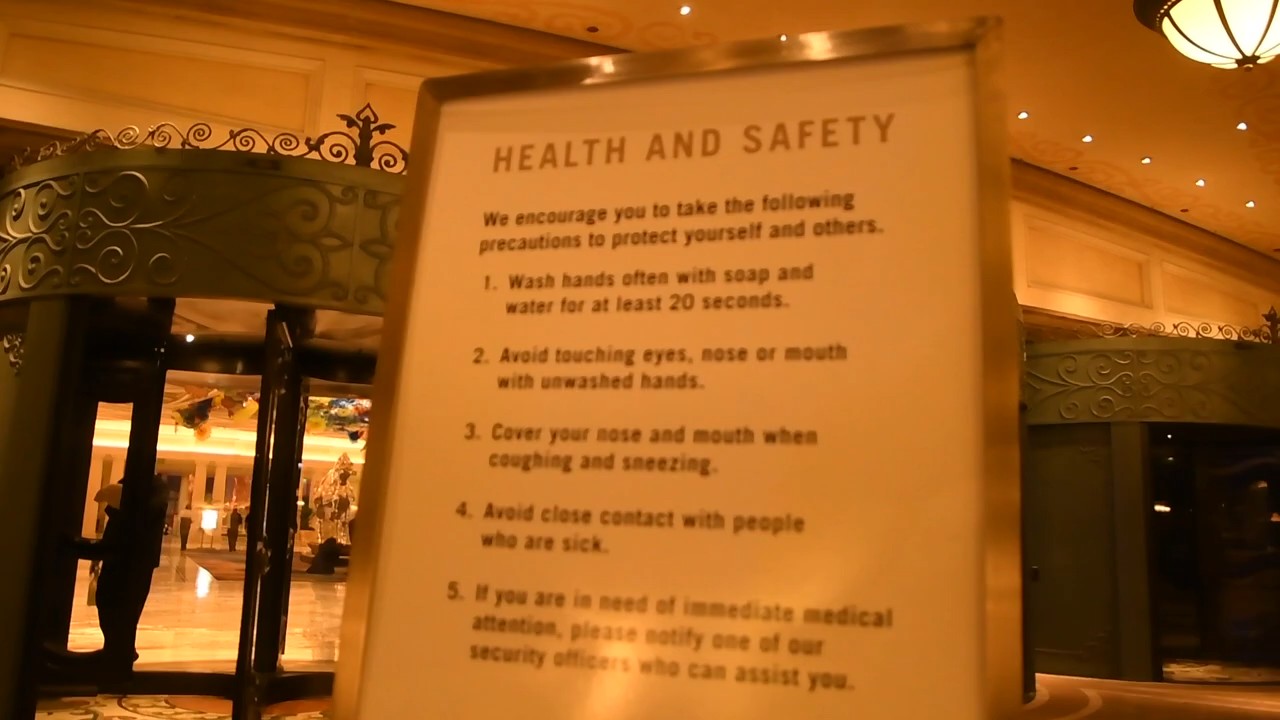 HEALTH AND SAFETY
We encourage you to take the following
precautions to protect yourself and others.
1. Wash hands often with soap and
water for at least 20 seconds.
2. Avoid touching eyes, nose or mouth
with unwashed hands.
3. Cover your nose and mouth when
coughing and sneezing.
4. Avoid close contact with people
who are sick.
5. If you are in need of immediate medical
attention, please notify one of our
security officers who can assist you.